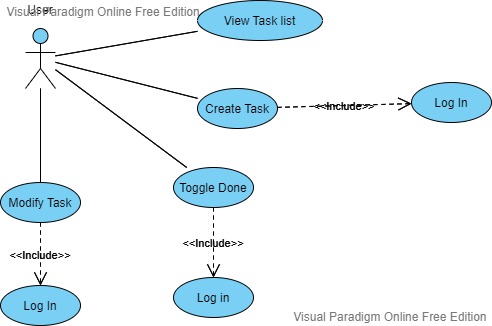 User
Visual Paradigm Online Free Edition
View Task list
Create Task
<<Include>>
Log In
Toggle Done
Modify Task
<<Include>>
<<Include>>
Log In
Log in
Visual Paradigm Online Free Edition